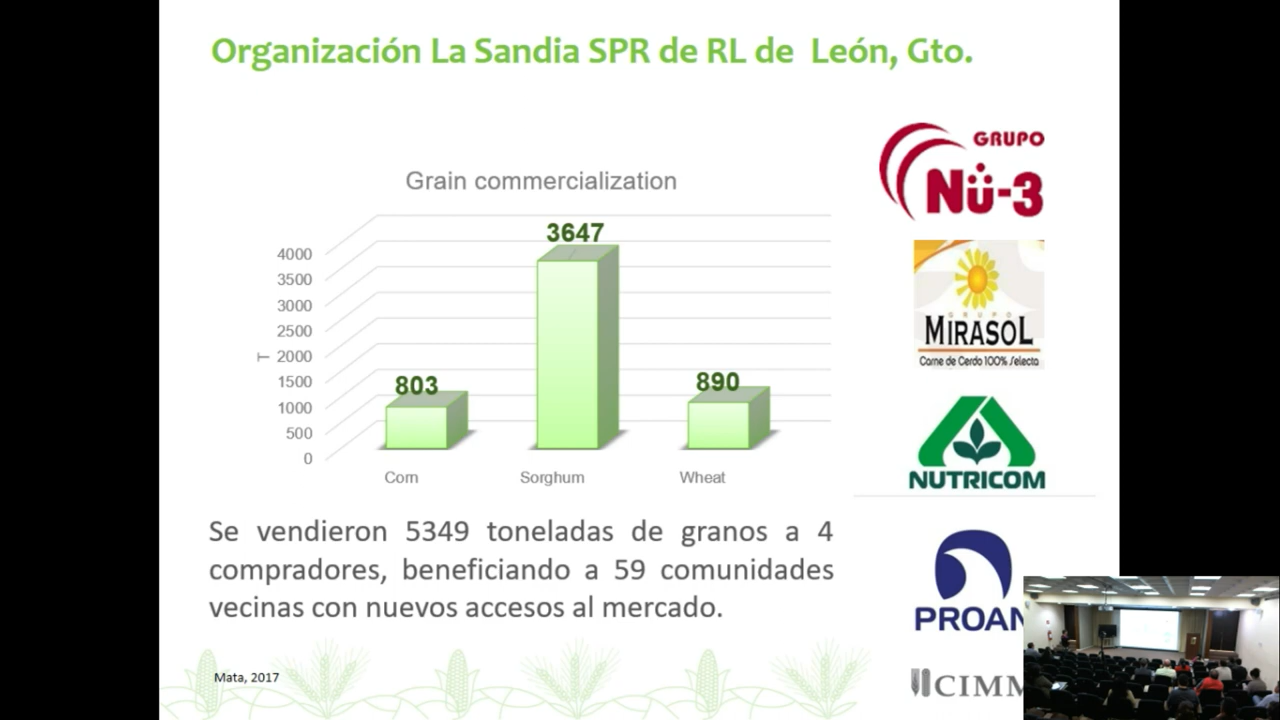 Organización La Sandia SPR de RL de León, Gto.
Grain commercialization
4000
3500
3000
2500
2000
1500
1000
500
0
T
803
3647
890
Corn
Sorghum
Wheat
GRUPO
Nü-3
GRUPO
MIRASOL
Carne de Cerdo 100% Selecta
NUTRICOM
PROAN
CIMM
Se vendieron 5349 toneladas de granos a 4
compradores, beneficiando a 59 comunidades
vecinas con nuevos accesos al mercado.
Mata, 2017